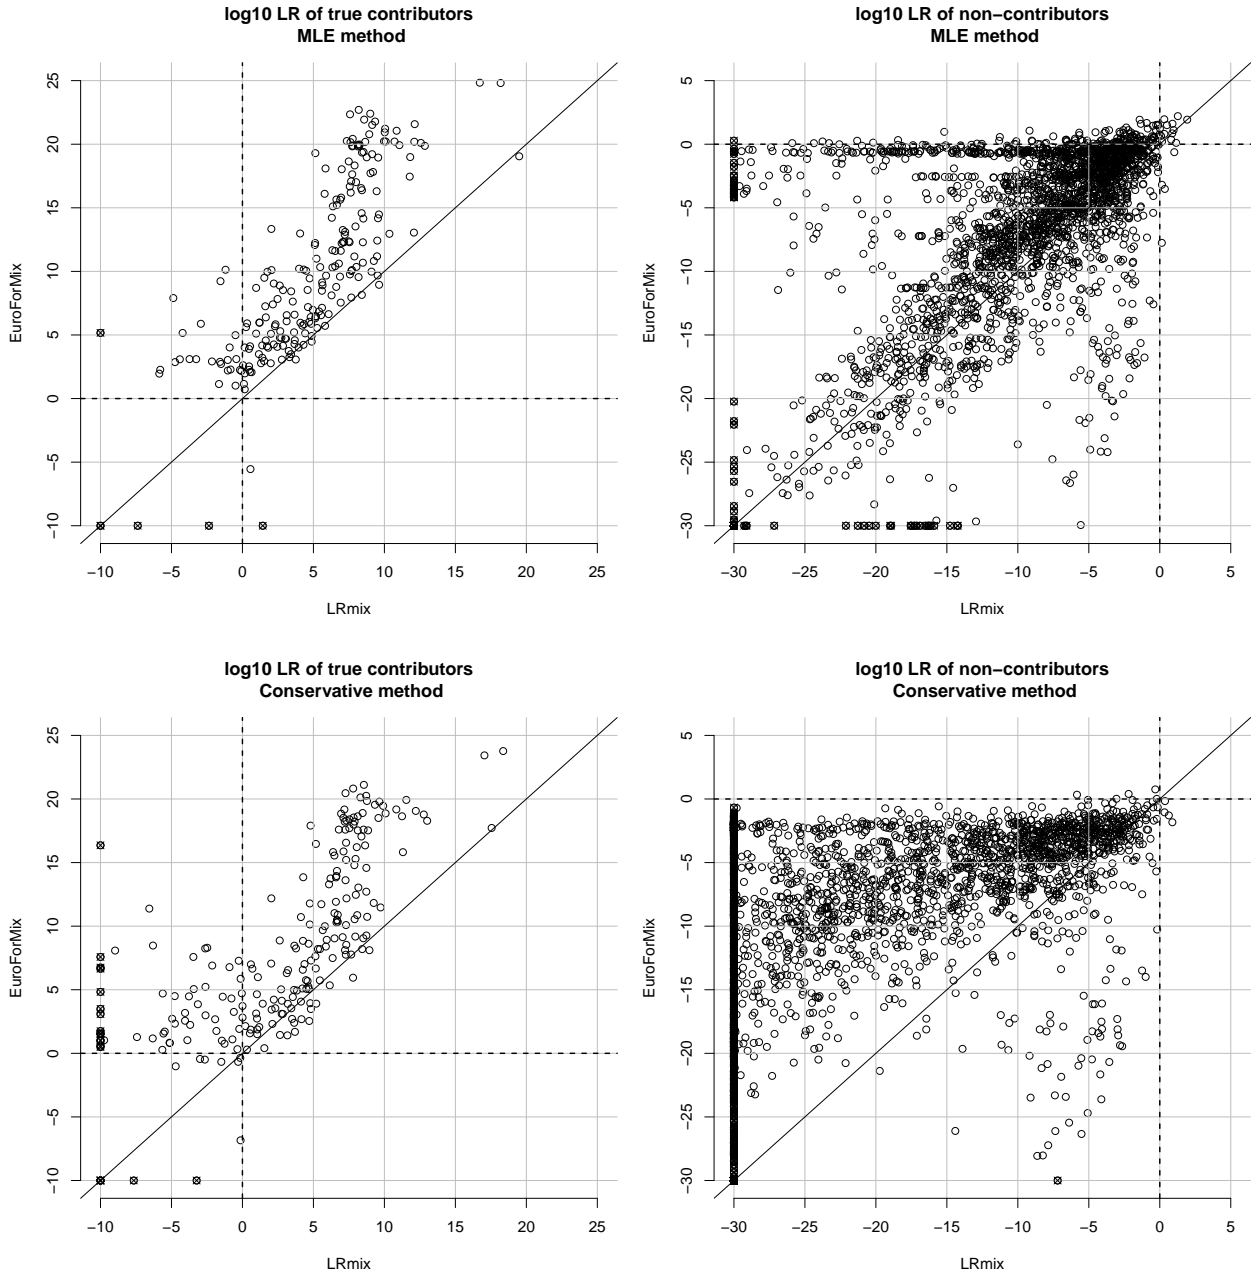 log10 LR of true contributors
MLE method
EuroForMix
25
20
15
10
5
0
−5
−10
−10 −5 0 5 10 15 20 25
LRmix
log10 LR of non−contributors
MLE method
EuroForMix
5
0
−5
−10
−15
−20
−25
−30
−30 −25 −20 −15 −10 −5 0 5
LRmix
log10 LR of true contributors
Conservative method
EuroForMix
25
20
15
10
5
0
−5
−10
−10 −5 0 5 10 15 20 25
LRmix
log10 LR of non−contributors
Conservative method
EuroForMix
5
0
−5
−10
−15
−20
−25
−30
−30 −25 −20 −15 −10 −5 0 5
LRmix